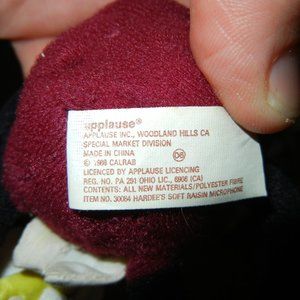 applause®
APPLAUSE INC., WOODLAND HILLS CA
SPECIAL MARKET DIVISION
MADE IN CHINA
© 1988 CALRAB
LICENCED BY APPLAUSE LICENCING
REG. NO. PA 291 OHIO LIC., 6906 (CA)
CONTENTS: ALL NEW MATERIALS/POLYESTER FIBRE
ITEM NO. 30084 HARDEE'S SOFT RAISIN MICROPHONE